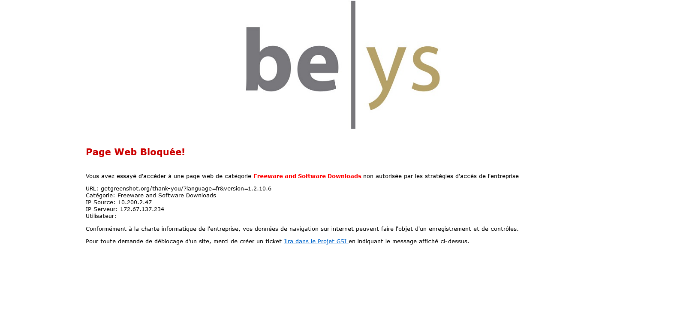 be ys
Page Web Bloquée!
Vous avez essayé d'accéder à une page web de catégorie Freeware and Software Downloads non autorisée par les stratégies d'accès de l'entreprise
URL: getgreenshot.org/thank-you/?language=fr&version=1.2.10.6
Catégorie: Freeware and Software Downloads
IP Source: 10.200.2.47
IP Serveur: 172.67.137.234
Utilisateur:
Conformément à la charte informatique de l'entreprise, vos données de navigation sur internet peuvent faire l'objet d'un enregistrement et de contrôles.
Pour toute demande de déblocage d'un site, merci de créer un ticket Jira dans le Projet GSI en indiquant le message affiché ci-dessus.